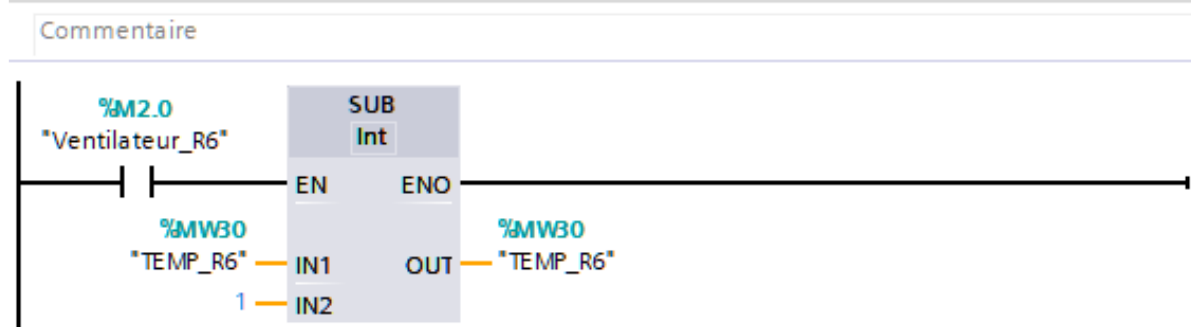 Commentaire
%M2.0
"Ventilateur_R6"
SUB
Int
EN ENO
%MW30
"TEMP_R6"
IN1
OUT
%MW30
"TEMP_R6"
1
IN2